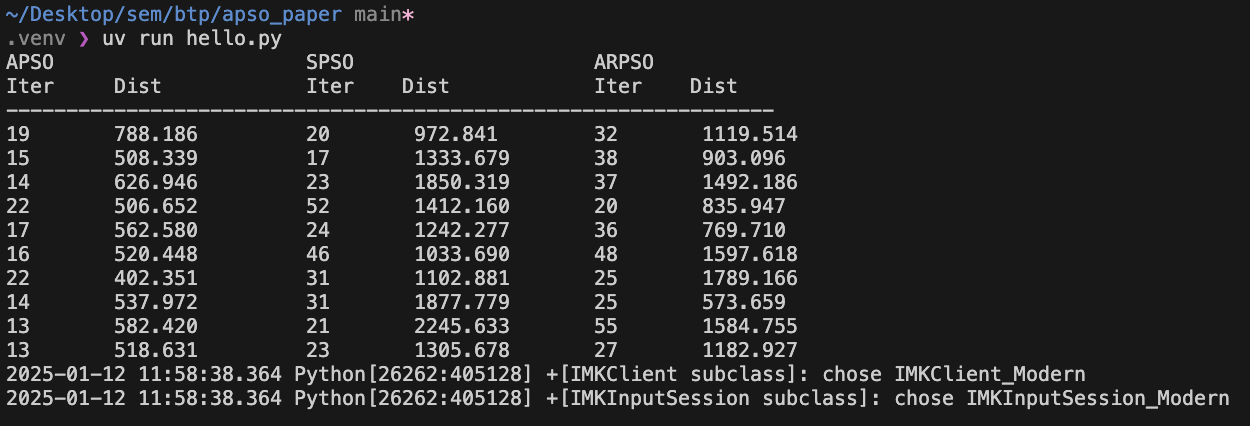 ~/Desktop/sem/btp/apso_paper main*
.venv ❯ uv run hello.py
APSO                     SPSO                    ARPSO
Iter     Dist            Iter    Dist            Iter    Dist
----------------------------------------------------------------
19       788.186         20       972.841        32       1119.514
15       508.339         17       1333.679       38       903.096
14       626.946         23       1850.319       37       1492.186
22       506.652         52       1412.160       20       835.947
17       562.580         24       1242.277       36       769.710
16       520.448         46       1033.690       48       1597.618
22       402.351         31       1102.881       25       1789.166
14       537.972         31       1877.779       25       573.659
13       582.420         21       2245.633       55       1584.755
13       518.631         23       1305.678       27       1182.927
2025-01-12 11:58:38.364 Python[26262:405128] +[IMKClient subclass]: chose IMKClient_Modern
2025-01-12 11:58:38.364 Python[26262:405128] +[IMKInputSession subclass]: chose IMKInputSession_Modern